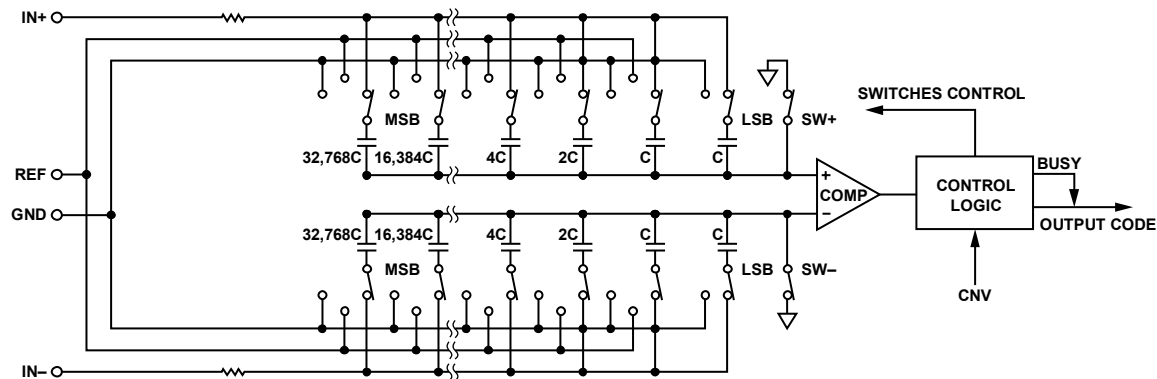 IN+
SWITCHES CONTROL
MSB
LSB
SW+
32,768C 16,384C 4C 2C C C
REF
GND
+
COMP
–
CONTROL
LOGIC
BUSY
OUTPUT CODE
32,768C 16,384C 4C 2C C C
MSB
LSB
SW–
CNV
IN–